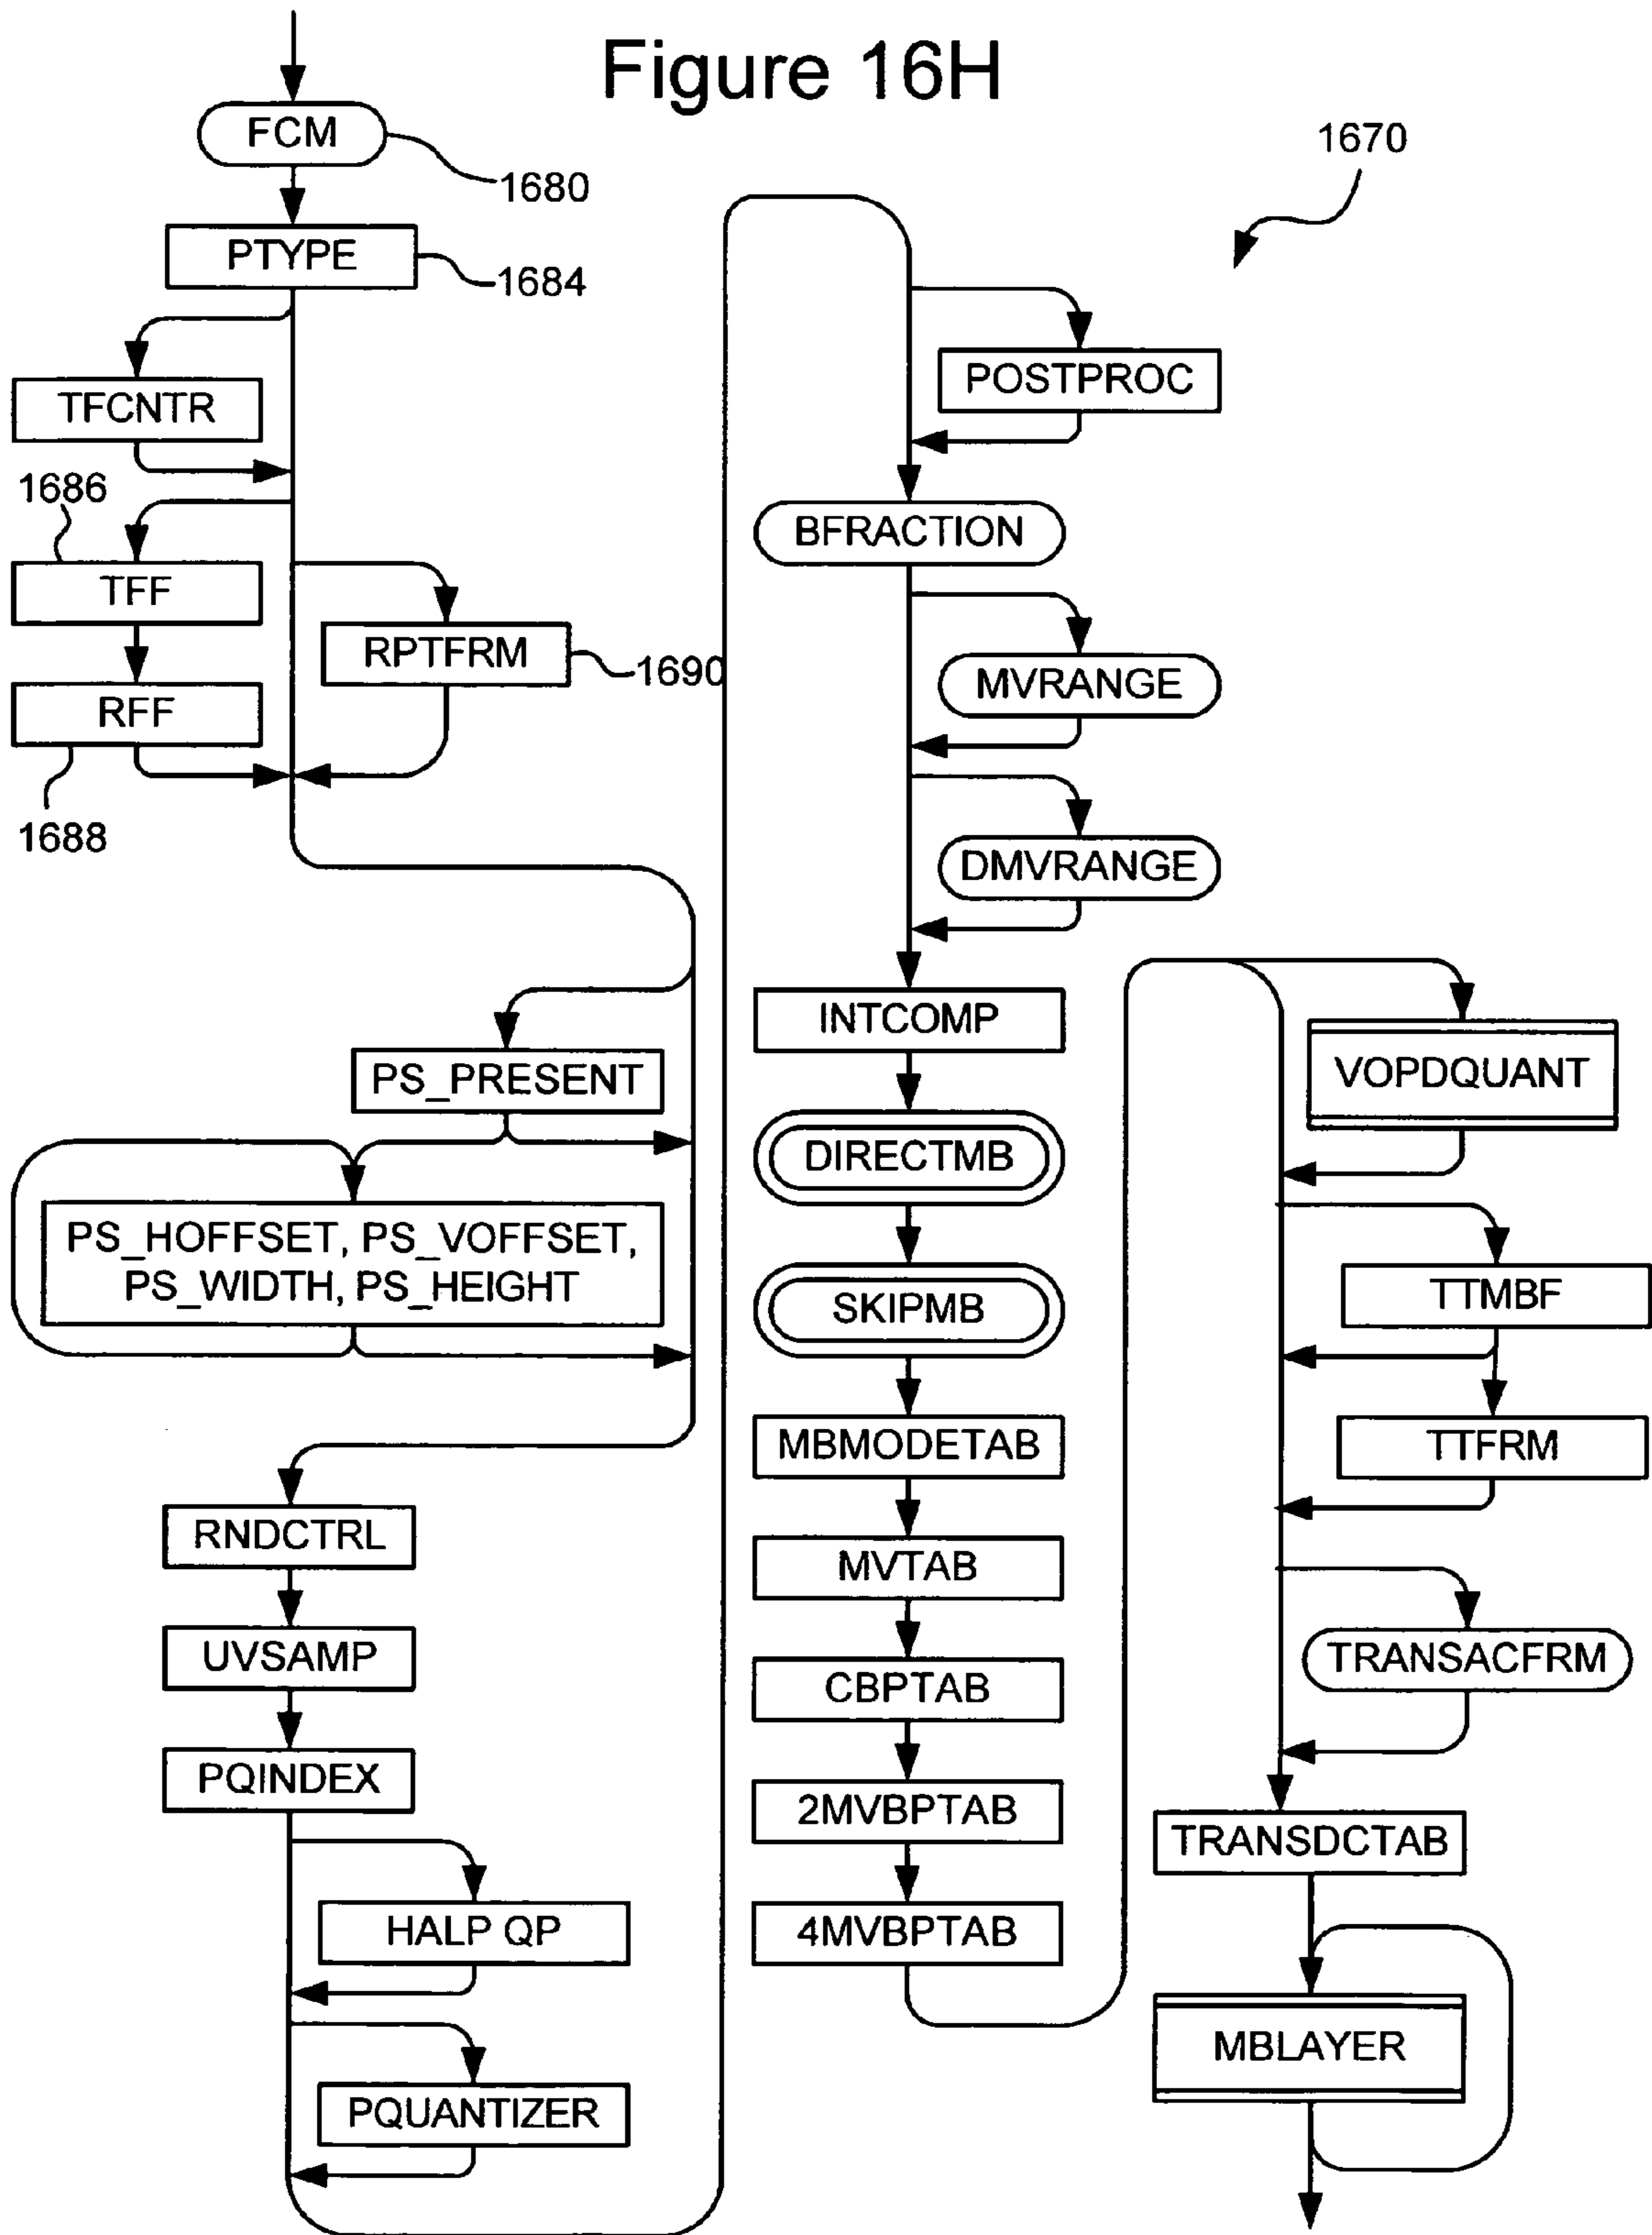 Figure 16H
1670
FCM
1680
PTYPE
1684
TFCNTR
1686
TFF
RPTFRM
1690
RFF
1688
PS_PRESENT
PS_HOFFSET, PS_VOFFSET,
PS_WIDTH, PS_HEIGHT
RNDCTRL
UVSAMP
PQINDEX
HALP QP
PQUANTIZER
POSTPROC
BFRACTION
MVRANGE
DMVRANGE
INTCOMP
DIRECTMB
SKIPMB
MBMODETAB
MVTAB
CBPTAB
2MVBPTAB
4MVBPTAB
VOPDQUANT
TTMBF
TTFRM
TRANSACFRM
TRANSDCTAB
MBLAYER